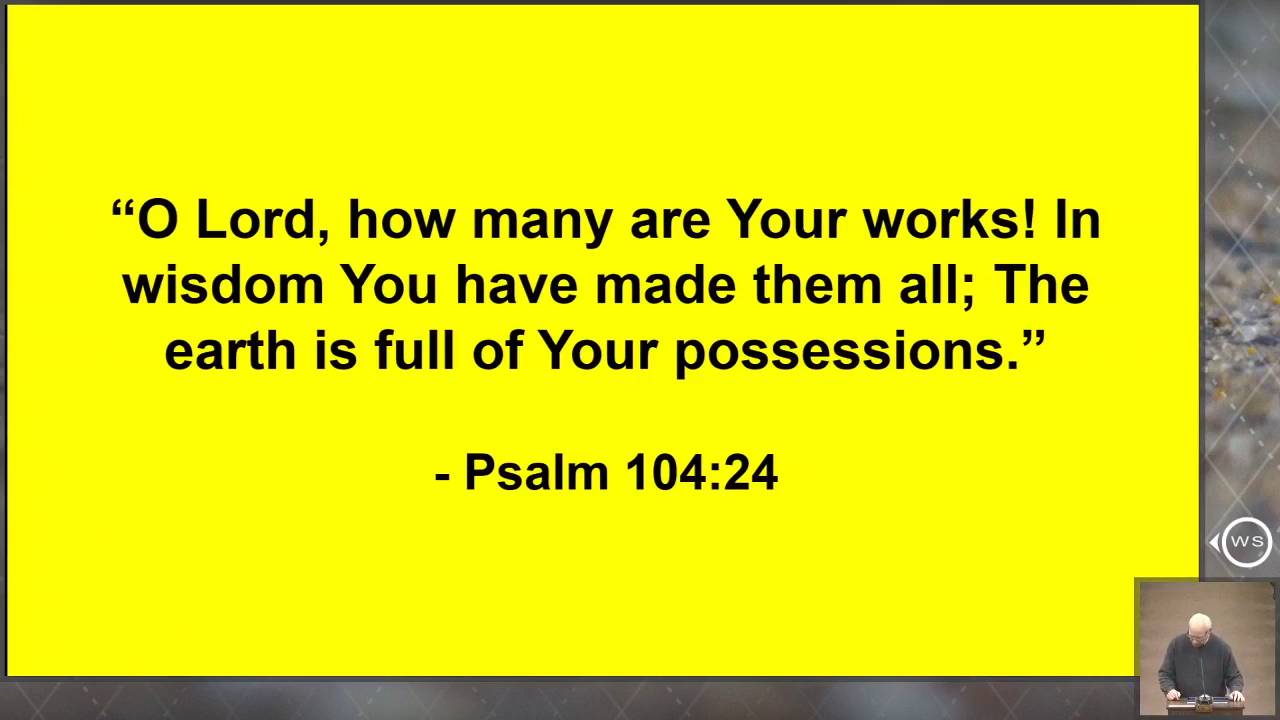 “O Lord, how many are Your works! In
wisdom You have made them all; The
earth is full of Your possessions.”
- Psalm 104:24
WS